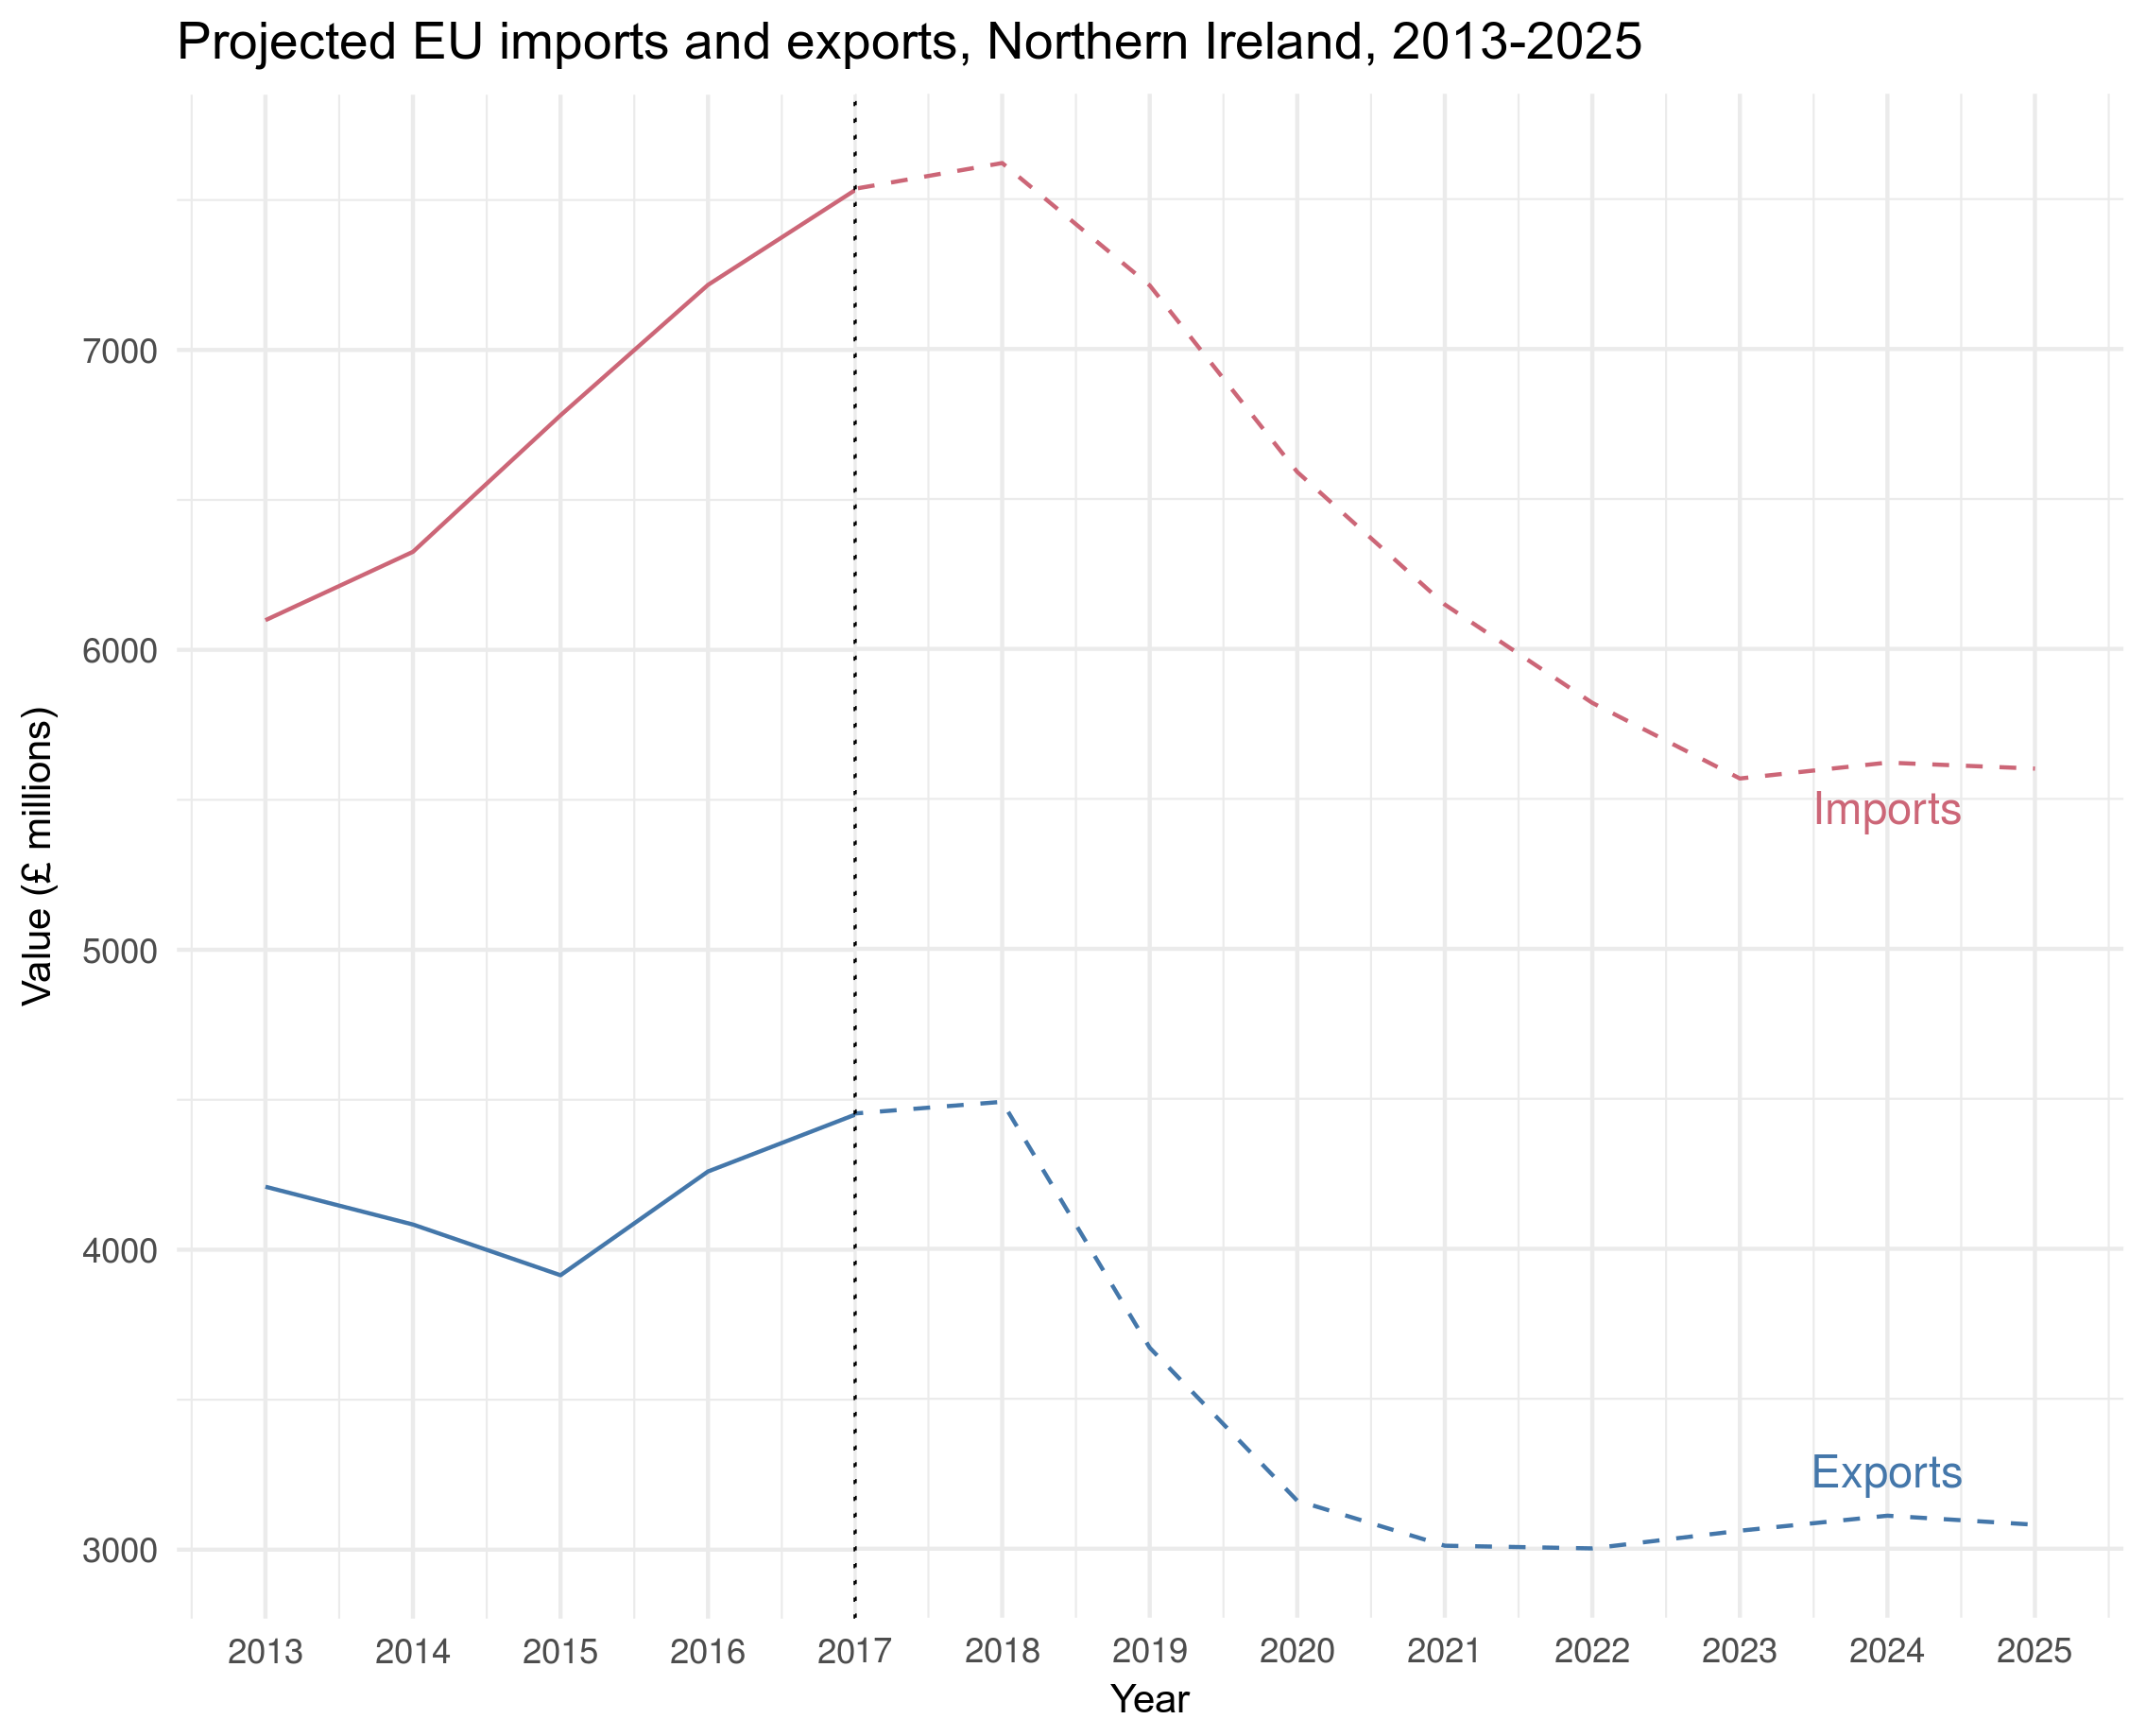 Projected EU imports and exports, Northern Ireland, 2013-2025
Value (£ millions)
7000
6000
5000
4000
3000
Imports
Exports
2013 2014 2015 2016 2017 2018 2019 2020 2021 2022 2023 2024 2025
Year